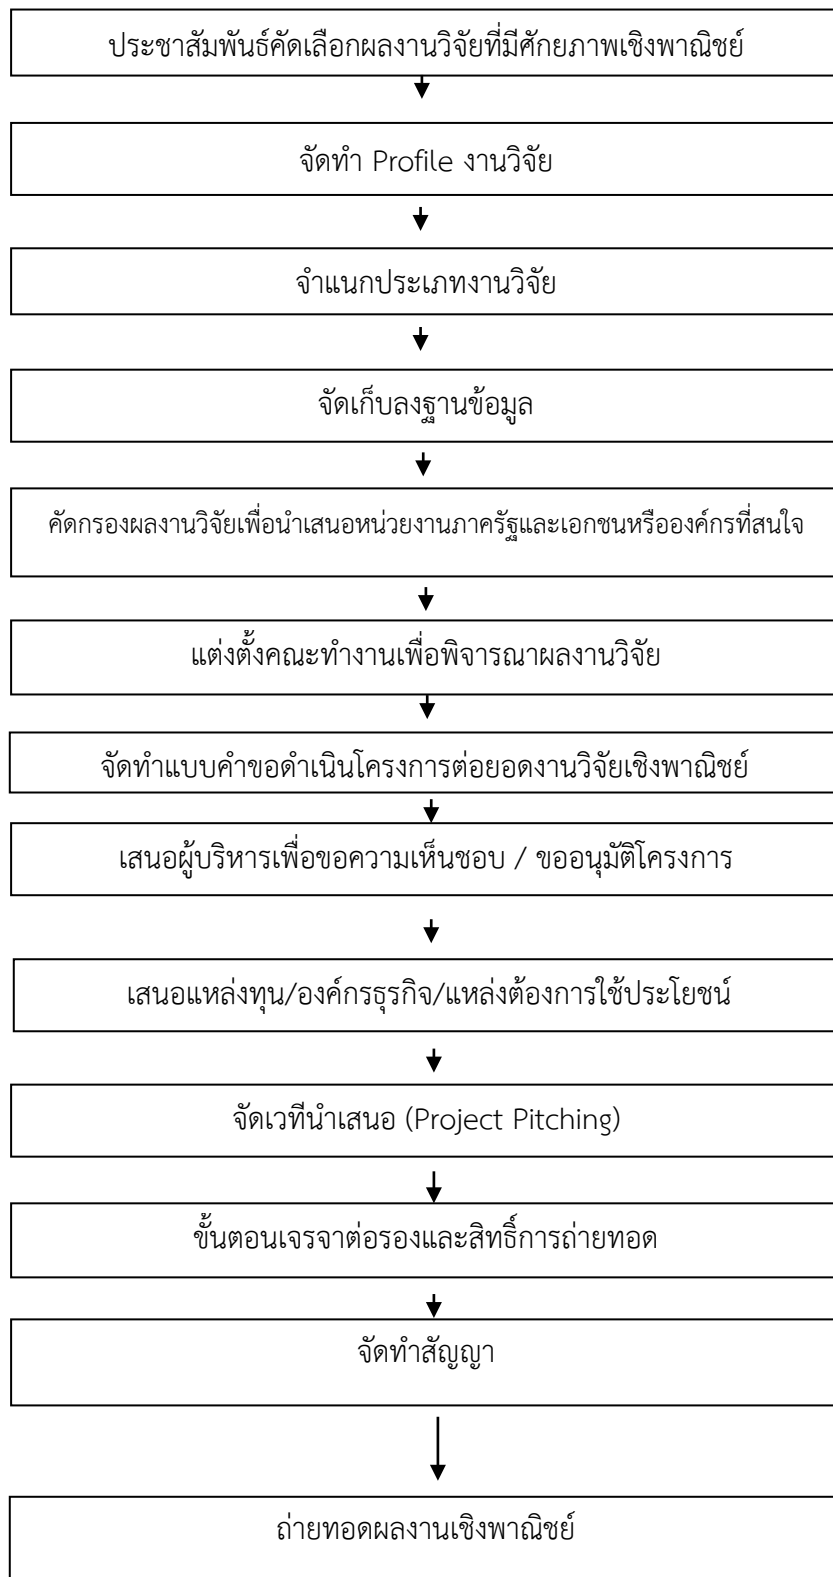 ประชาสัมพันธ์คัดเลือกผลงานวิจัยที่มีศักยภาพเชิงพาณิชย์
จัดทำ Profile งานวิจัย
จำแนกประเภทงานวิจัย
จัดเก็บลงฐานข้อมูล
คัดกรองผลงานวิจัยเพื่อนำเสนอหน่วยงานภาครัฐและเอกชนหรือองค์กรที่สนใจ
แต่งตั้งคณะทำงานเพื่อพิจารณาผลงานวิจัย
จัดทำแบบคำขอดำเนินโครงการต่อยอดงานวิจัยเชิงพาณิชย์
เสนอผู้บริหารเพื่อขอความเห็นชอบ / ขออนุมัติโครงการ
เสนอแหล่งทุน/องค์กรธุรกิจ/แหล่งต้องการใช้ประโยชน์
จัดเวทีนำเสนอ (Project Pitching)
ขั้นตอนเจรจาต่อรองและสิทธิ์การถ่ายทอด
จัดทำสัญญา
ถ่ายทอดผลงานเชิงพาณิชย์